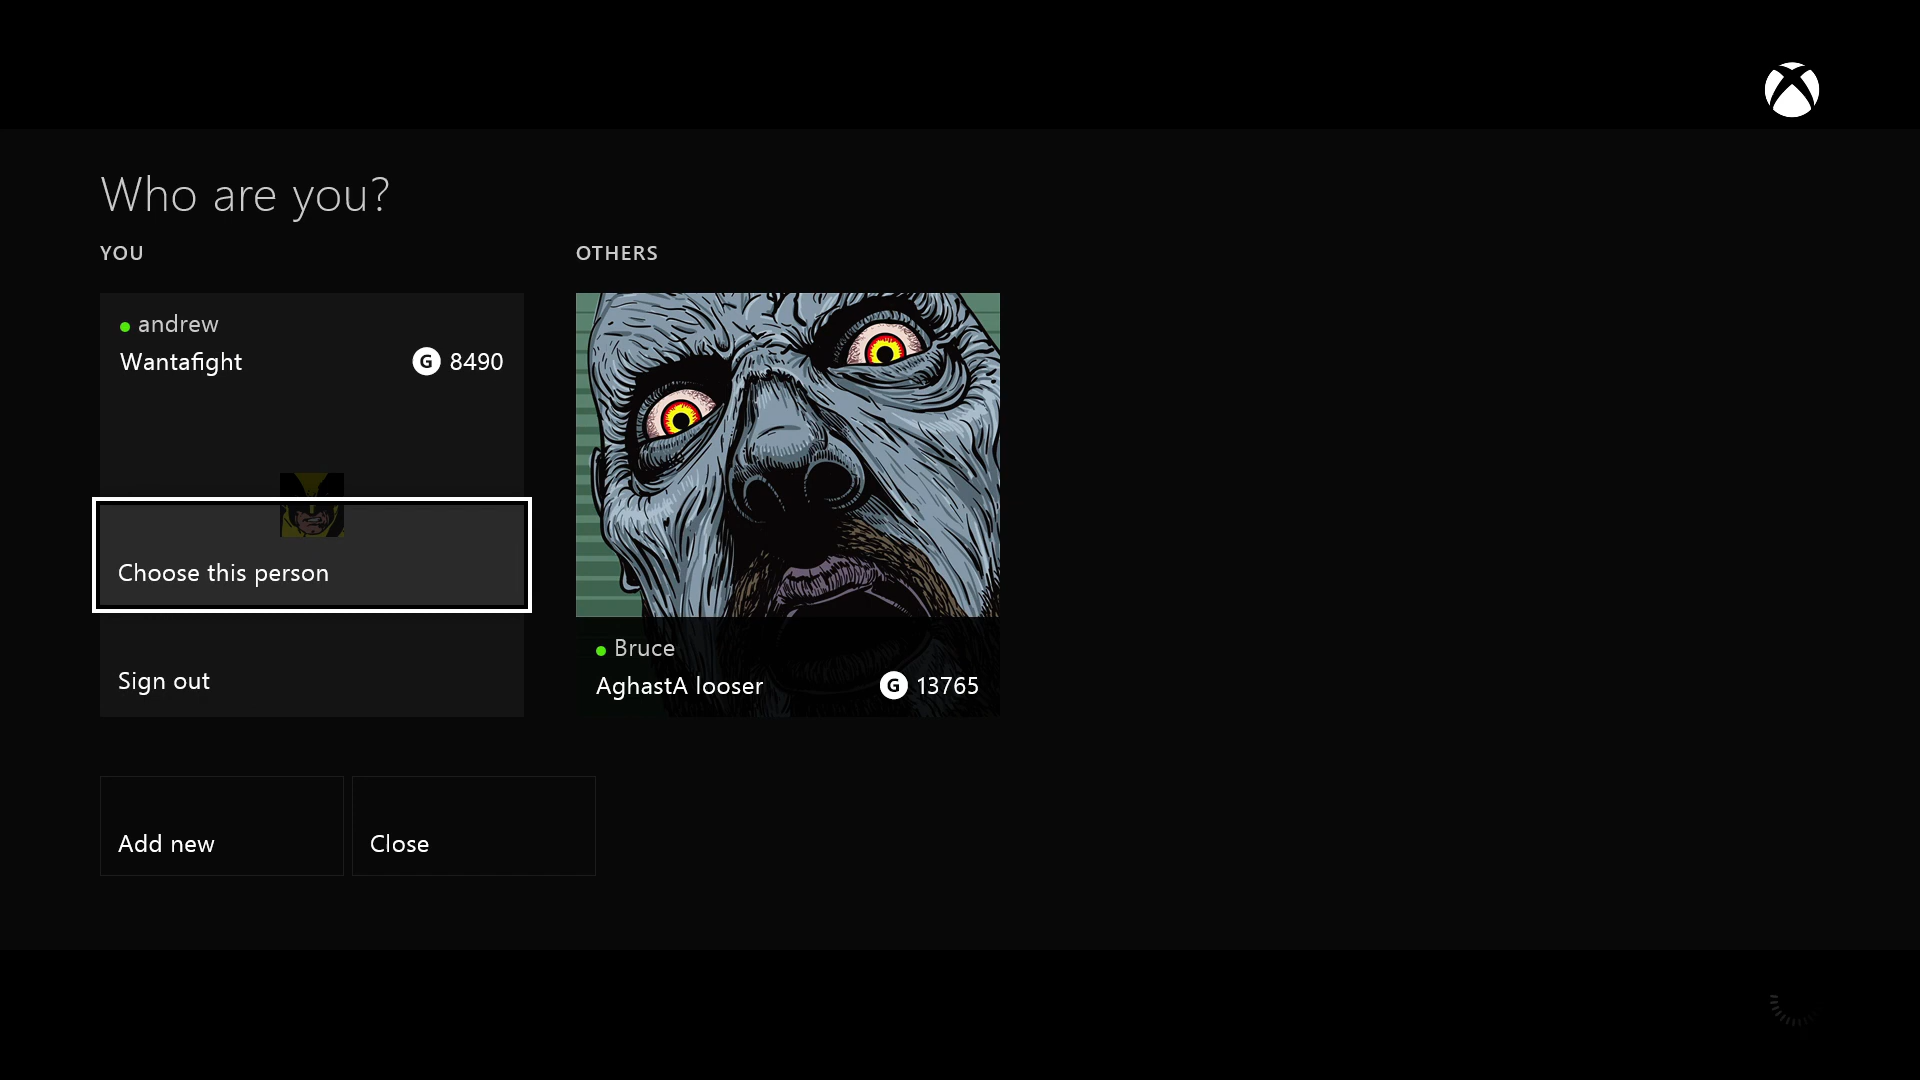 Who are you?
YOU
andrew
Wantafight
G 8490
Choose this person
Sign out
OTHERS
Bruce
AghastA looser
G 13765
Add new
Close